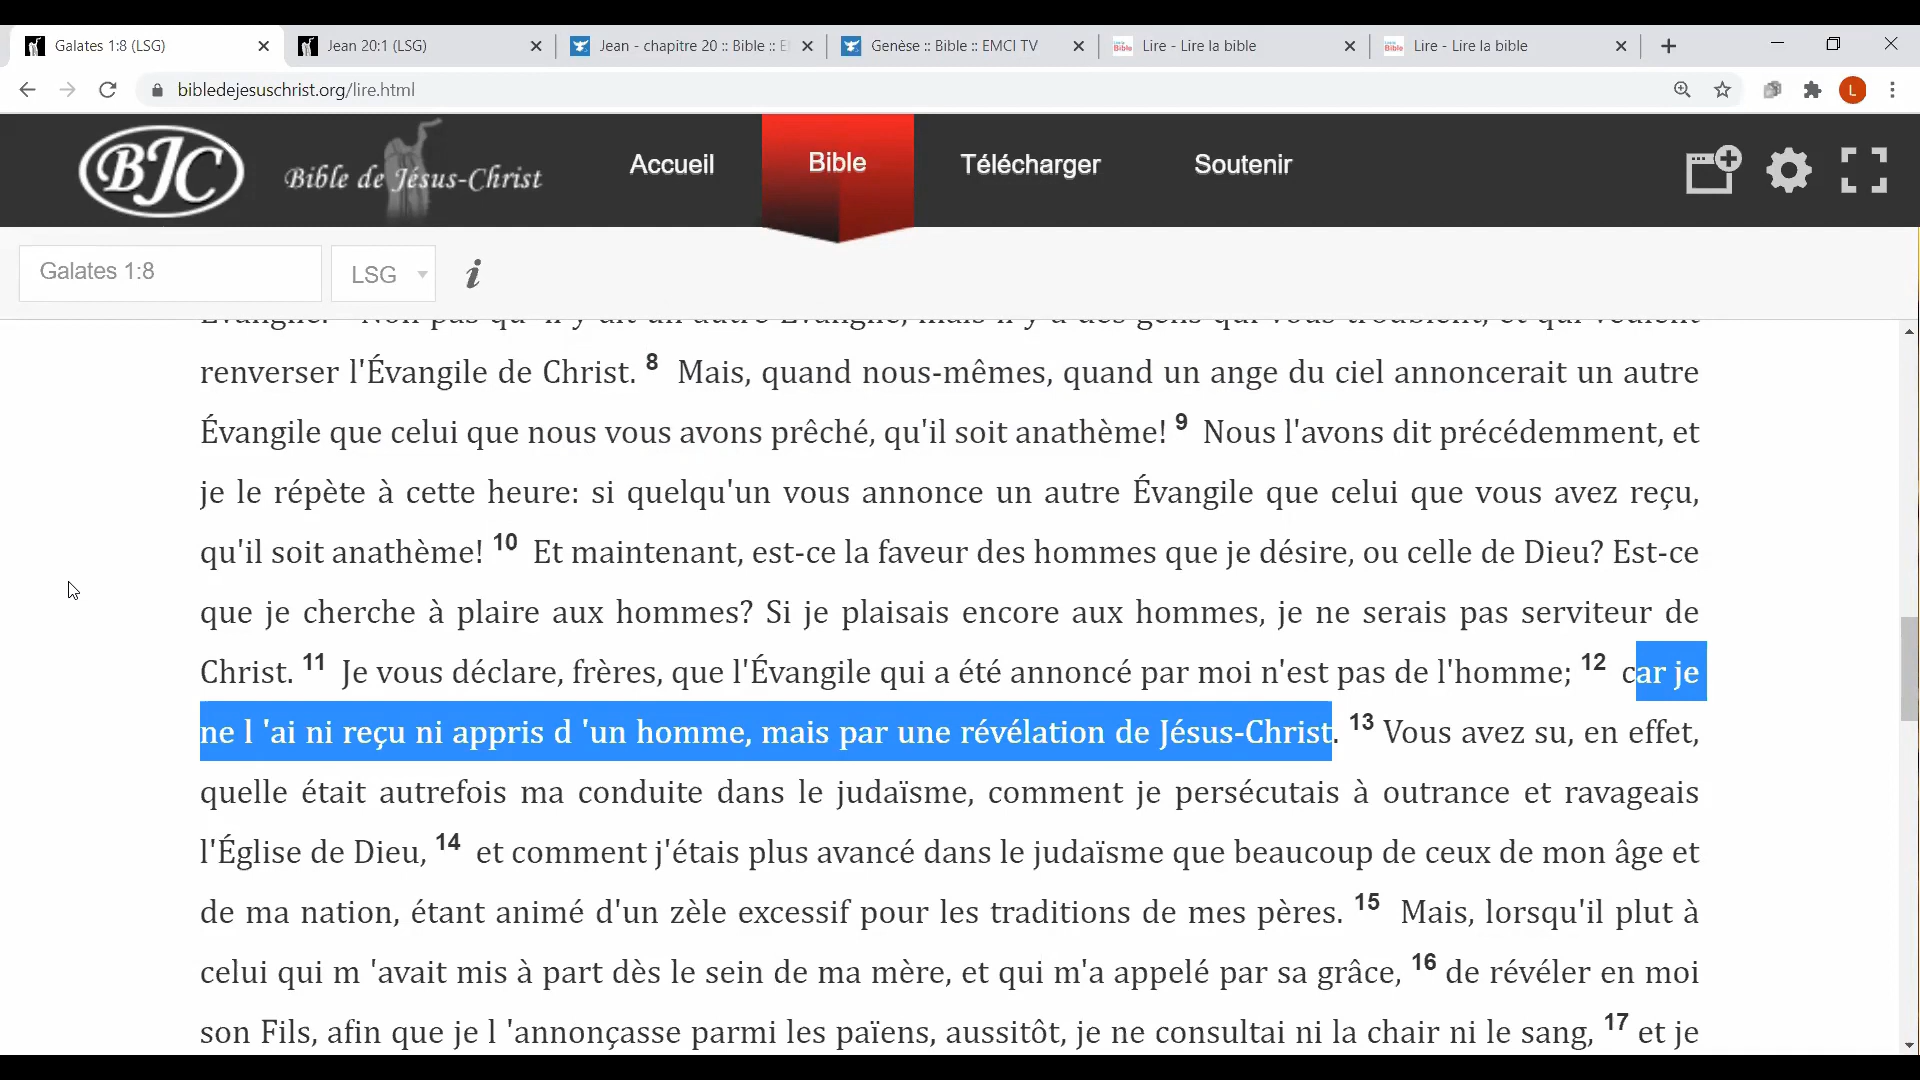 Galates 1:8 (LSG)
Jean 20:1 (LSG)
Jean - chapitre 20 :: Bible :: E
Genèse :: Bible :: EMCI TV
Lire - Lire la bible
Lire - Lire la bible
bibledejesuschrist.org/lire.html
L
BJC
Bible de Jésus-Christ
Accueil
Bible
Télécharger
Soutenir
Galates 1:8
LSG
i
renverser l'Évangile de Christ. 8 Mais, quand nous-mêmes, quand un ange du ciel annoncerait un autre
Évangile que celui que nous vous avons prêché, qu'il soit anathème! 9 Nous l'avons dit précédemment, et
je le répète à cette heure: si quelqu'un vous annonce un autre Évangile que celui que vous avez reçu,
qu'il soit anathème! 10 Et maintenant, est-ce la faveur des hommes que je désire, ou celle de Dieu? Est-ce
que je cherche à plaire aux hommes? Si je plaisais encore aux hommes, je ne serais pas serviteur de
Christ. 11 Je vous déclare, frères, que l'Évangile qui a été annoncé par moi n'est pas de l'homme; 12 car je
ne l 'ai ni reçu ni appris d 'un homme, mais par une révélation de Jésus-Christ. 13 Vous avez su, en effet,
quelle était autrefois ma conduite dans le judaïsme, comment je persécutais à outrance et ravageais
l'Église de Dieu, 14 et comment j'étais plus avancé dans le judaïsme que beaucoup de ceux de mon âge et
de ma nation, étant animé d'un zèle excessif pour les traditions de mes pères. 15 Mais, lorsqu'il plut à
celui qui m 'avait mis à part dès le sein de ma mère, et qui m'a appelé par sa grâce, 16 de révéler en moi
son Fils, afin que je l 'annonçasse parmi les païens, aussitôt, je ne consultai ni la chair ni le sang, 17 et je